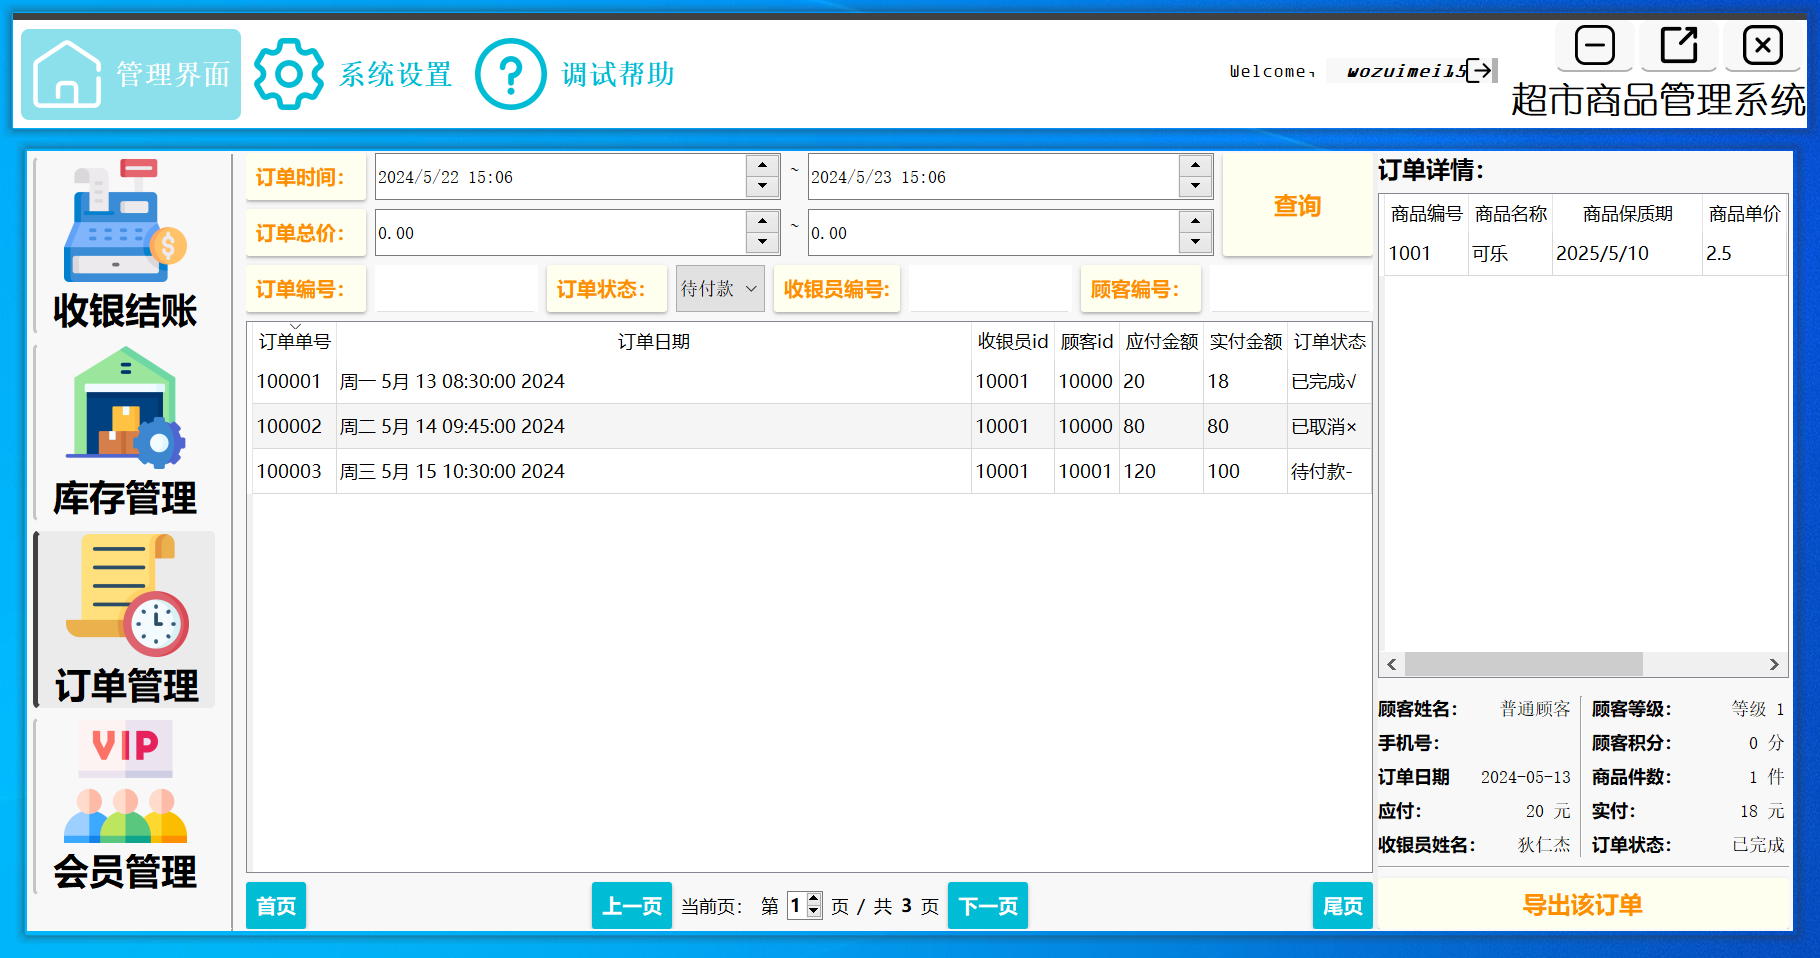 管理界面 系统设置 调试帮助 Welcome, wozuimei15
超市商品管理系统
收银结账
库存管理
订单管理
VIP
会员管理
订单时间: 2024/5/22 15:06 ~ 2024/5/23 15:06 查询
订单总价: 0.00 ~ 0.00
订单编号: 订单状态: 待付款 收银员编号: 顾客编号:
订单单号 订单日期 收银员id 顾客id 应付金额 实付金额 订单状态
100001 周一 5月 13 08:30:00 2024 10001 10000 20 18 已完成√
100002 周二 5月 14 09:45:00 2024 10001 10000 80 80 已取消×
100003 周三 5月 15 10:30:00 2024 10001 10001 120 100 待付款-
首页 上一页 当前页: 第 1 页 / 共 3 页 下一页 尾页
订单详情:
商品编号 商品名称 商品保质期 商品单价
1001 可乐 2025/5/10 2.5
顾客姓名: 普通顾客 顾客等级: 等级 1
手机号: 顾客积分: 0 分
订单日期 2024-05-13 商品件数: 1 件
应付: 20 元 实付: 18 元
收银员姓名: 狄仁杰 订单状态: 已完成
导出该订单